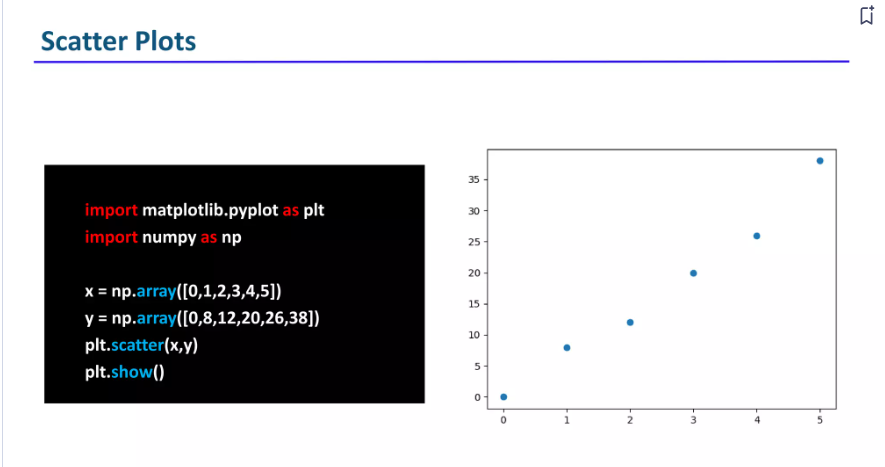 Scatter Plots
import matplotlib.pyplot as plt
import numpy as np
x = np.array([0,1,2,3,4,5])
y = np.array([0,8,12,20,26,38])
plt.scatter(x,y)
plt.show()
35
30
25
20
15
10
5
0
0 1 2 3 4 5